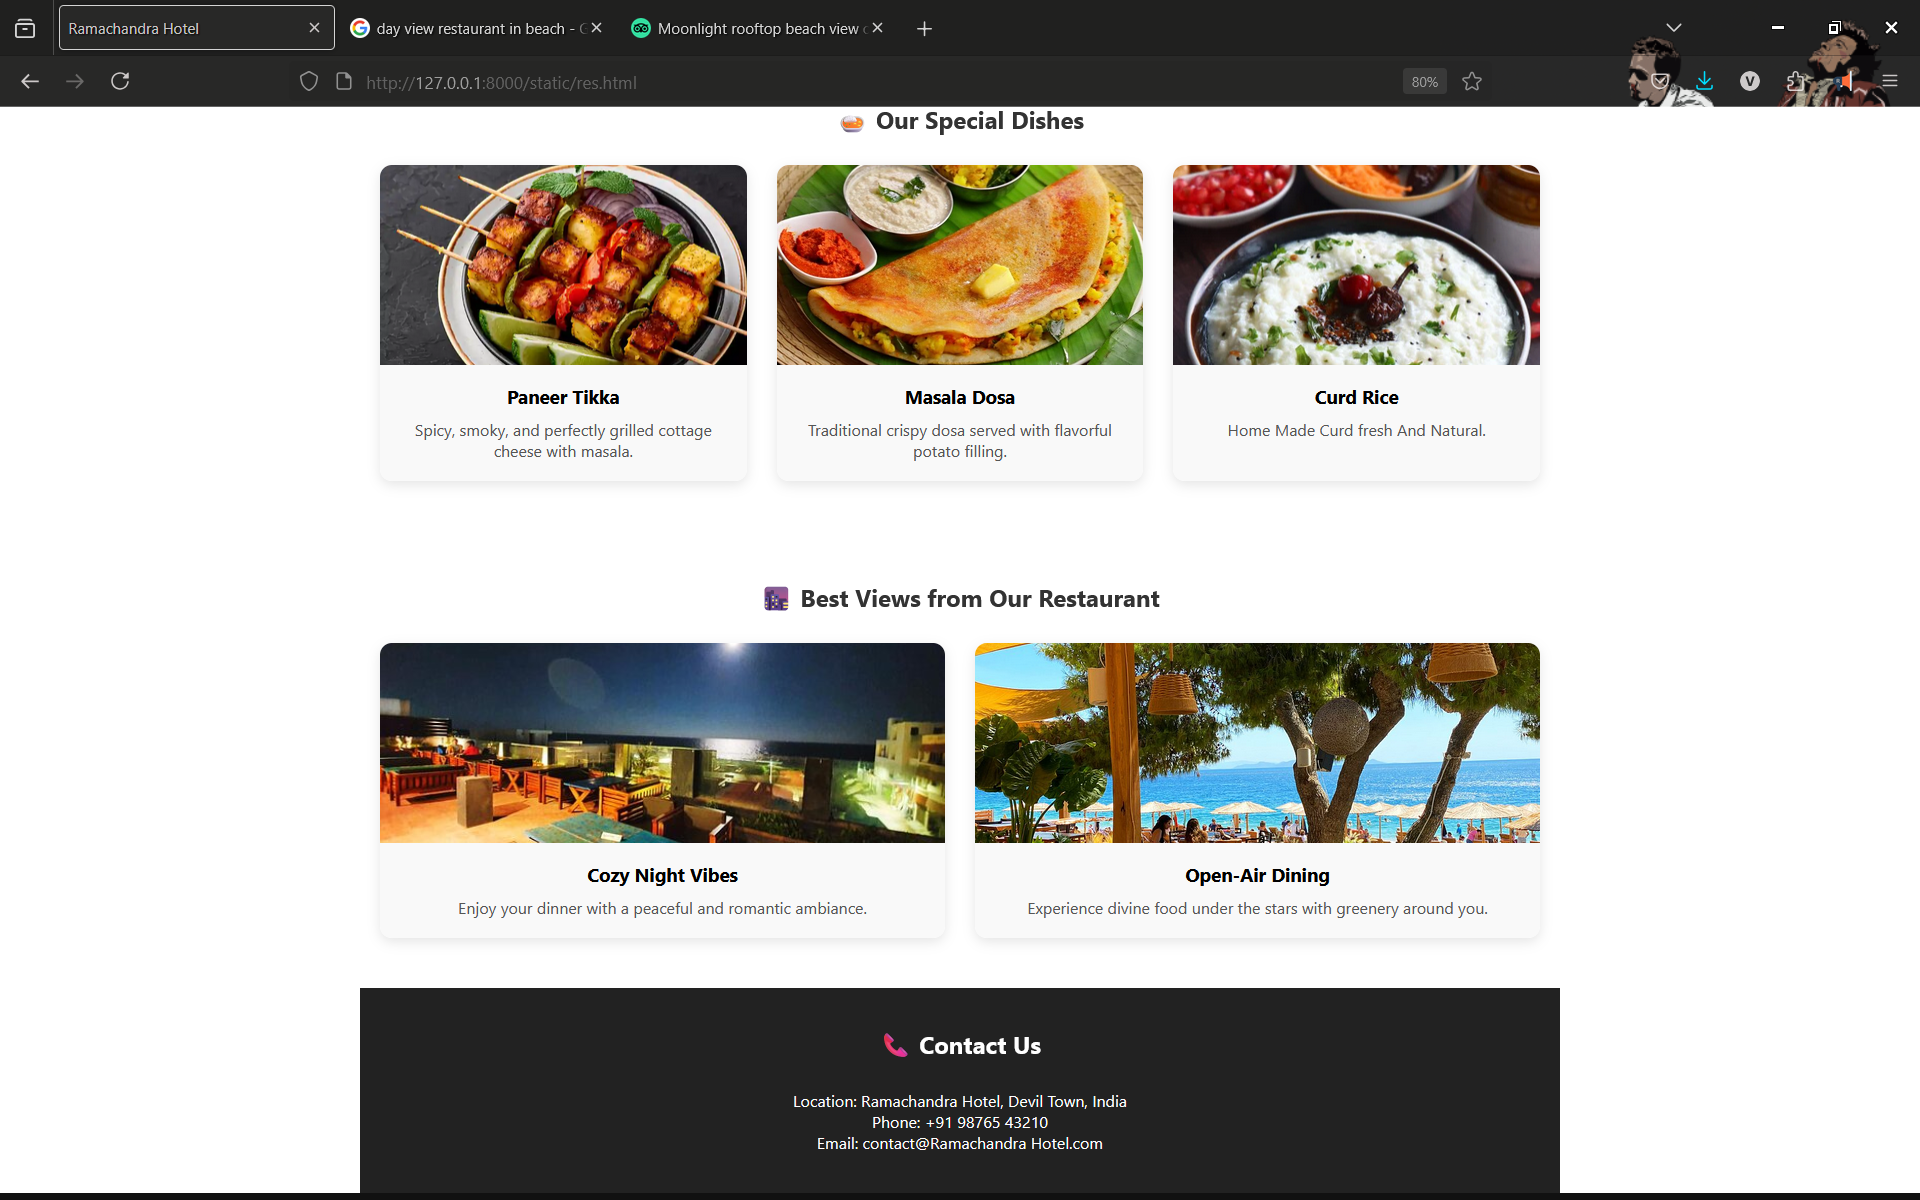 Ramachandra Hotel
day view restaurant in beach - G
Moonlight rooftop beach view
http://127.0.0.1:8000/static/res.html
80%
V
Our Special Dishes
Paneer Tikka
Spicy, smoky, and perfectly grilled cottage
cheese with masala.
Masala Dosa
Traditional crispy dosa served with flavorful
potato filling.
Curd Rice
Home Made Curd fresh And Natural.
Best Views from Our Restaurant
Cozy Night Vibes
Enjoy your dinner with a peaceful and romantic ambiance.
Open-Air Dining
Experience divine food under the stars with greenery around you.
Contact Us
Location: Ramachandra Hotel, Devil Town, India
Phone: +91 98765 43210
Email: contact@Ramachandra Hotel.com